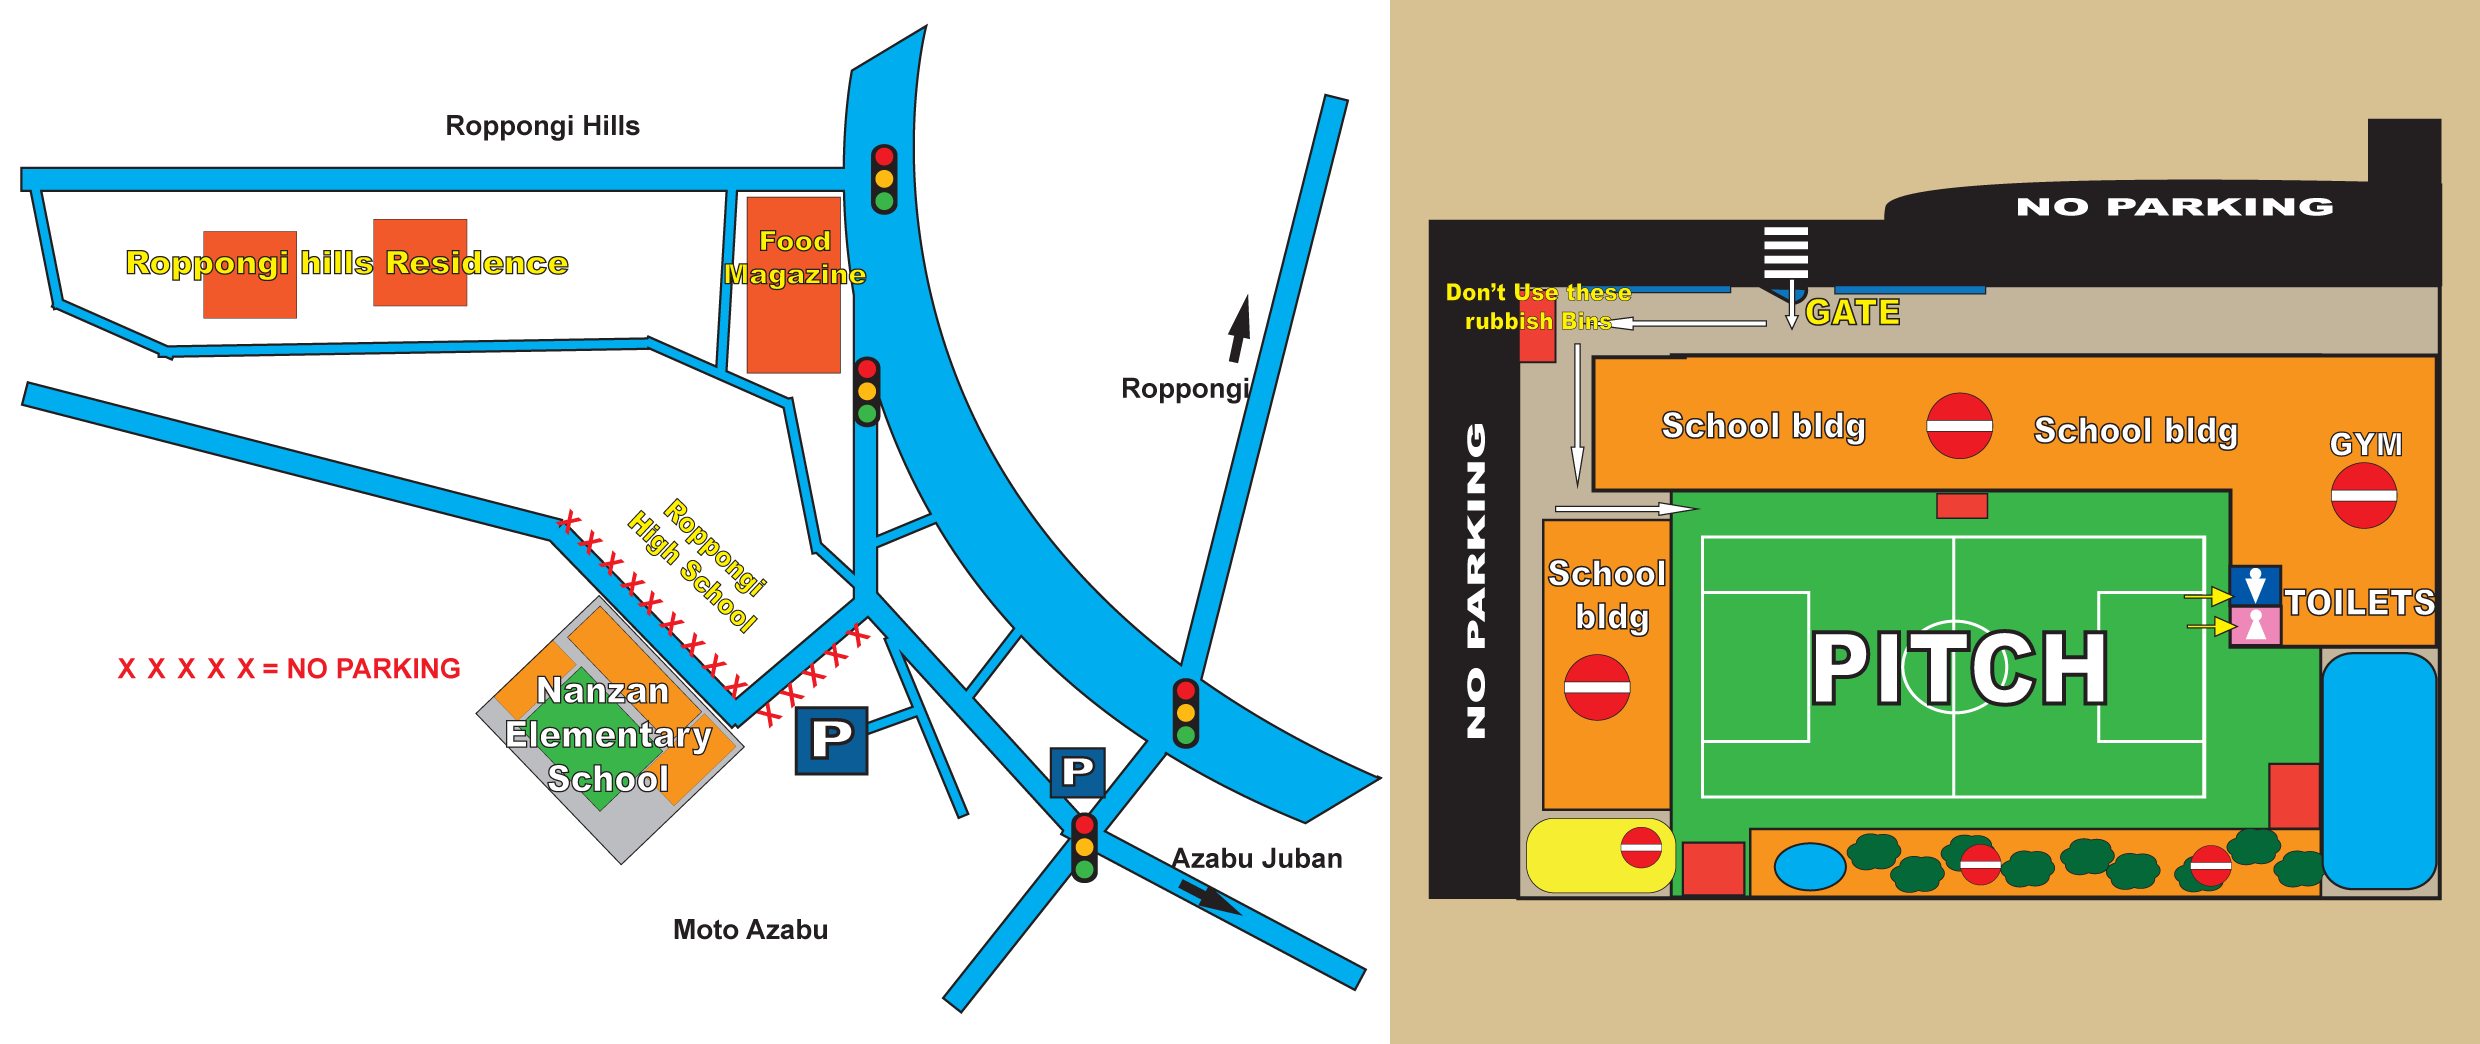 Roppongi Hills
Roppongi hills Residence
Food
Magazine
Roppongi
Roppongi
High School
X X X X X X X X X
X X X X X
X X X X X = NO PARKING
Nanzan
Elementary
School
P
P
Azabu Juban
Moto Azabu
NO PARKING
Don't Use these
rubbish Bins
GATE
NO PARKING
School bldg
School bldg
GYM
School
bldg
TOILETS
PITCH